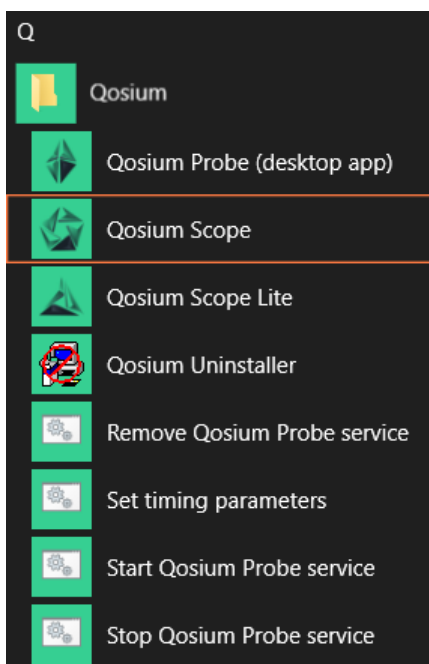 Q
Qosium
Qosium Probe (desktop app)
Qosium Scope
Qosium Scope Lite
Qosium Uninstaller
Remove Qosium Probe service
Set timing parameters
Start Qosium Probe service
Stop Qosium Probe service